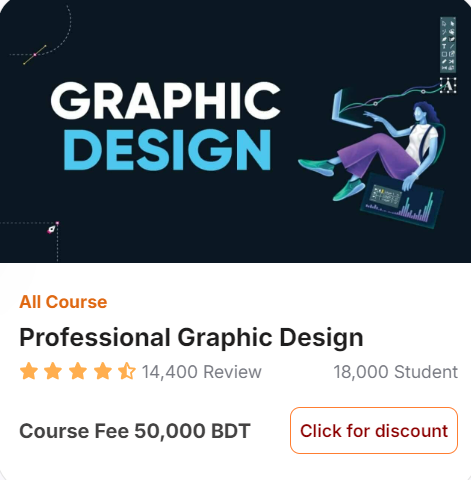 GRAPHIC
DESIGN
A
All Course
Professional Graphic Design
14,400 Review 18,000 Student
Course Fee 50,000 BDT Click for discount